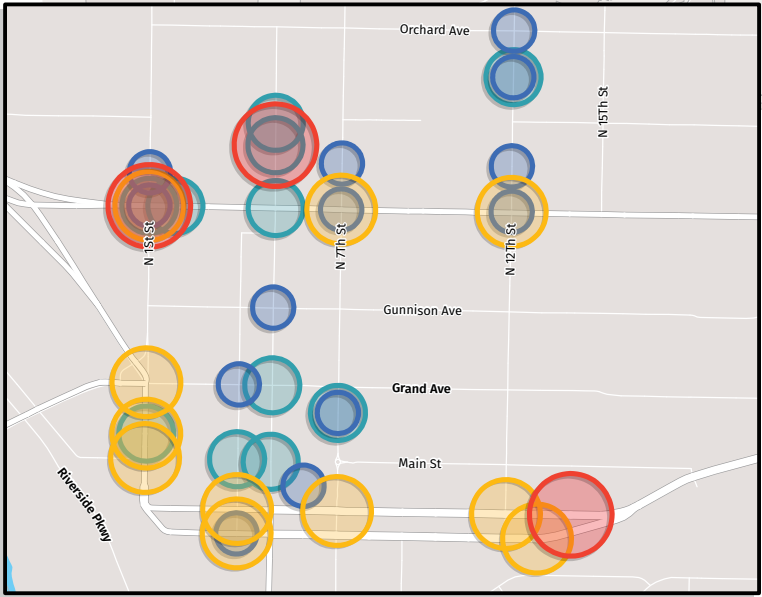 Orchard Ave
N 15Th St
N 1St St
N 7Th St
N 12Th St
Gunnison Ave
Grand Ave
Main St
Riverside Pkwy